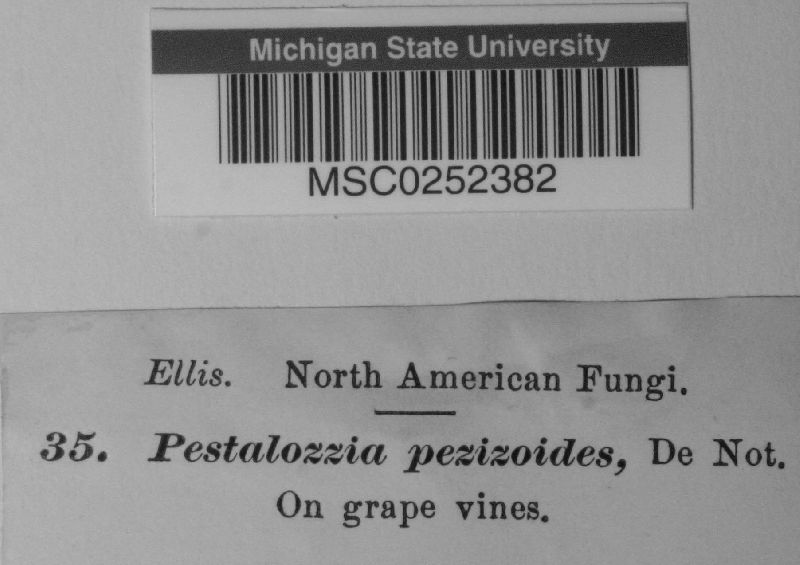 Michigan State University
MSC0252382
Ellis. North American Fungi.
35. Pestalozzia pezizoides, De Not.
On grape vines.